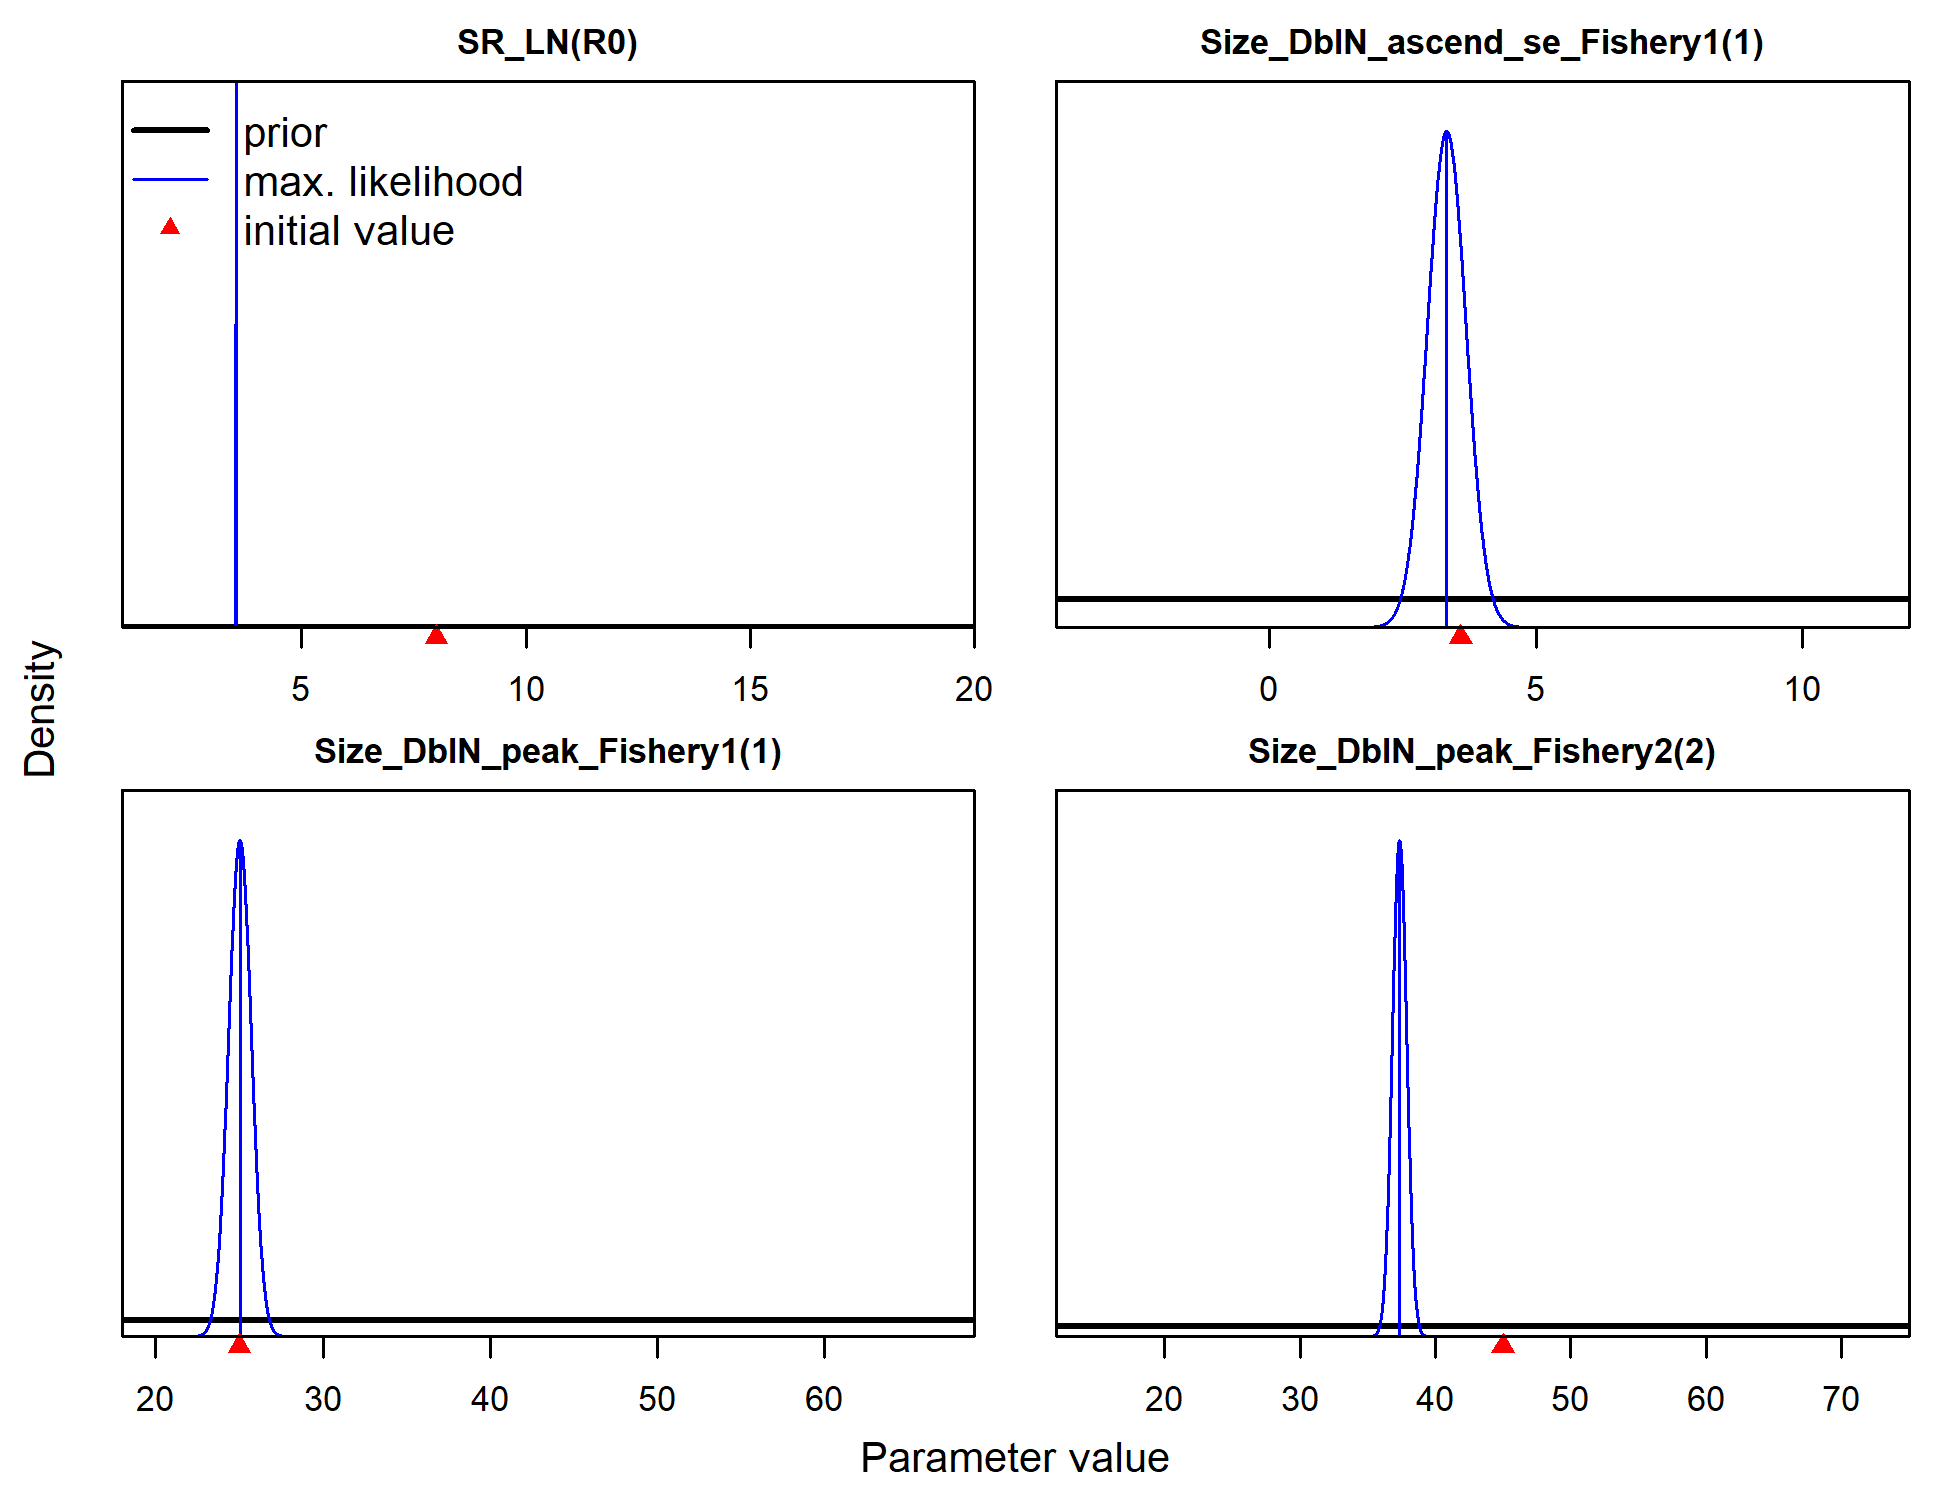 SR_LN(R0)
prior
max. likelihood
initial value
5 10 15 20
Size_DblN_ascend_se_Fishery1(1)
0 5 10
Size_DblN_peak_Fishery1(1)
20 30 40 50 60
Size_DblN_peak_Fishery2(2)
20 30 40 50 60 70
Density
Parameter value